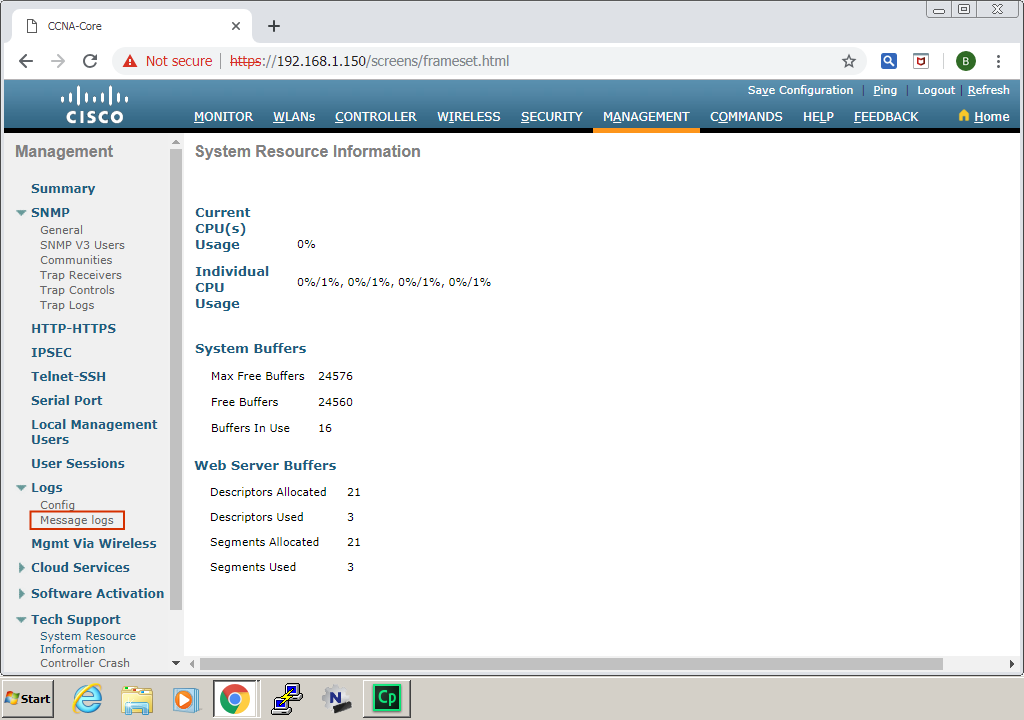 CCNA-Core
Not secure https://192.168.1.150/screens/frameset.html
B
Save Configuration Ping Logout Refresh
CISCO
MONITOR WLANs CONTROLLER WIRELESS SECURITY MANAGEMENT COMMANDS HELP FEEDBACK Home
Management
Summary
SNMP
General
SNMP V3 Users
Communities
Trap Receivers
Trap Controls
Trap Logs
HTTP-HTTPS
IPSEC
Telnet-SSH
Serial Port
Local Management
Users
User Sessions
Logs
Config
Message logs
Mgmt Via Wireless
Cloud Services
Software Activation
Tech Support
System Resource
Information
Controller Crash
System Resource Information
Current
CPU(s)
Usage 0%
Individual
CPU 0%/1%, 0%/1%, 0%/1%, 0%/1%
Usage
System Buffers
Max Free Buffers 24576
Free Buffers 24560
Buffers In Use 16
Web Server Buffers
Descriptors Allocated 21
Descriptors Used 3
Segments Allocated 21
Segments Used 3
Start
N
Cp